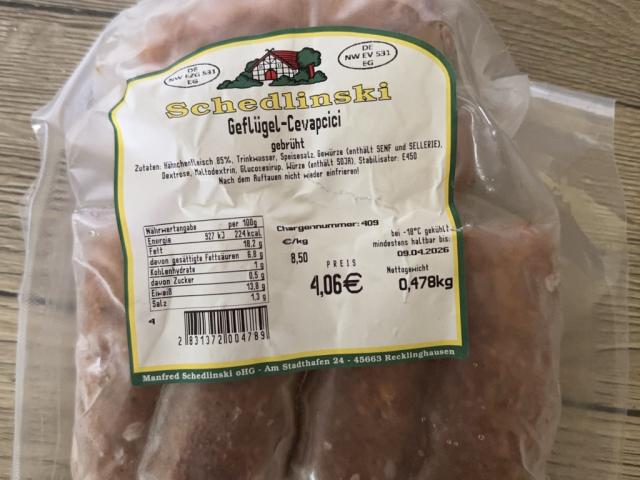 DE
NW EZG 531
EG
DE
NW EV 531
EG
Schedlinski
Geflügel-Cevapcici
gebrüht
Zutaten: Hähnchenfleisch 85%, Trinkwasser, Speisesalz, Gewürze (enthält SENF und SELLERIE),
Dextrose, Maltodextrin, Glucosesirup, Würze (enthält SOJA), Stabilisator: E450
Nach dem Auftauen nicht wieder einfrieren!
Nährwertangabe per 100g
Energie 927 kJ 224 kcal
Fett 18,2 g
davon gesättigte Fettsäuren 6,8 g
Kohlenhydrate 1 g
davon Zucker 0,5 g
Eiweiß 13,8 g
Salz 1,3 g
Chargennummer: 409
€/kg
8,50
PREIS
4,06€
bei -18°C gekühlt
mindestens haltbar bis:
09.04.2026
Nettogewicht
0,478kg
4
2 831372 004789
Manfred Schedlinski oHG - Am Stadthafen 24 - 45663 Recklinghausen